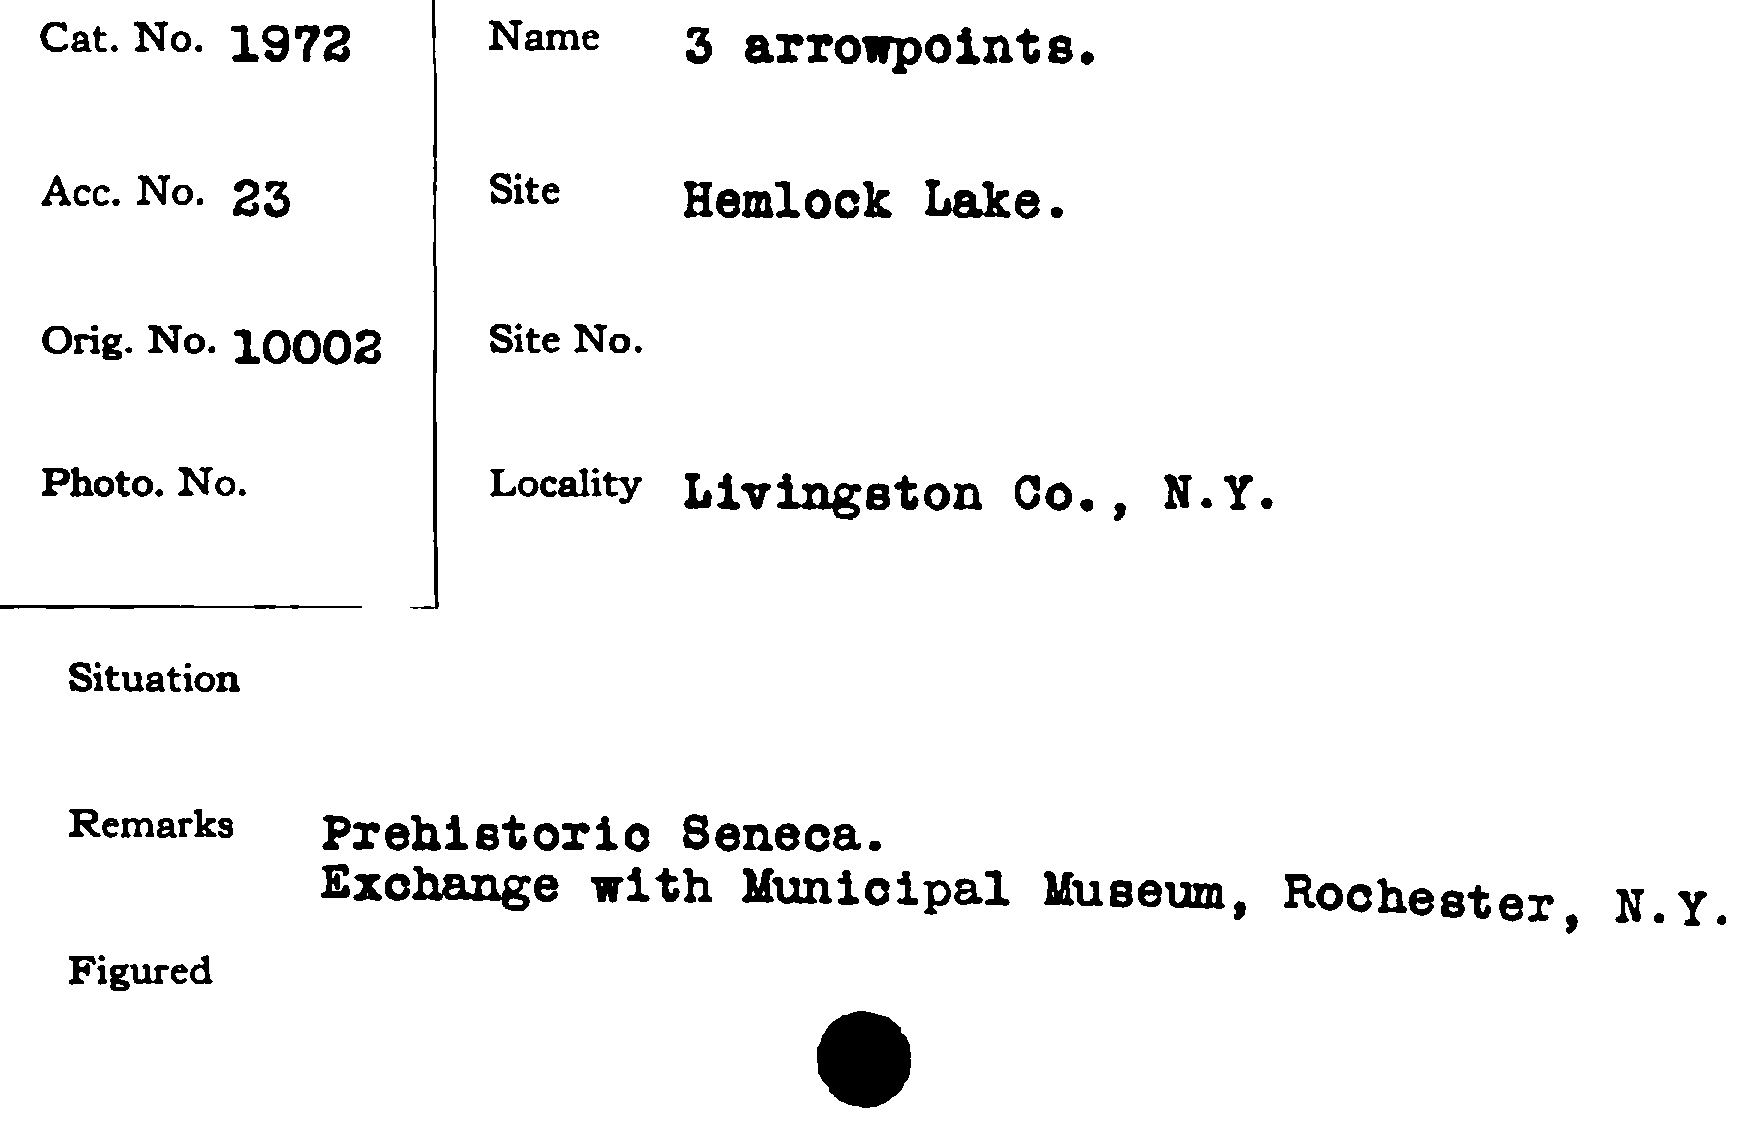 Cat. No. 1972
Name 3 arrowpoints.
Acc. No. 23
Site Hemlock Lake.
Orig. No. 10002
Site No.
Photo. No.
Locality Livingston Co., N.Y.
Situation
Remarks Prehistoric Seneca.
Exchange with Municipal Museum, Rochester, N.Y.
Figured